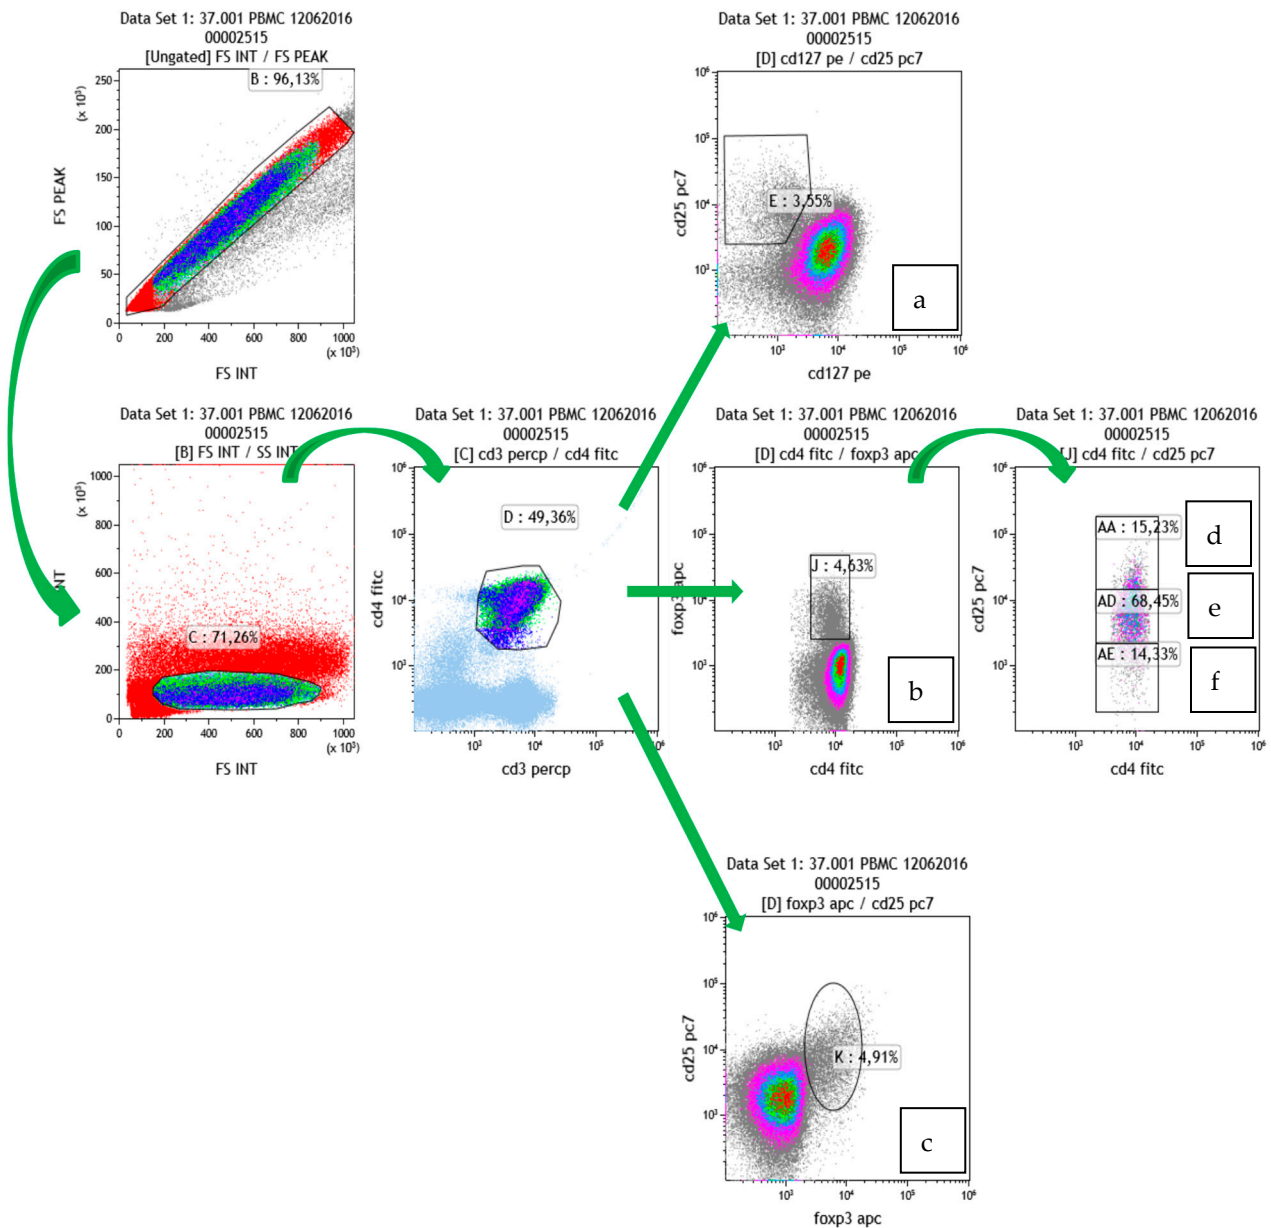 Data Set 1: 37.001 PBMC 12062016
00002515
[Ungated] FS INT / FS PEAK
B : 96,13%
(x 10³)
FS PEAK
250
200
150
100
50
0
0 200 400 600 800 1000
(x 10³)
FS INT
Data Set 1: 37.001 PBMC 12062016
00002515
[D] cd127 pe / cd25 pc7
10⁶
10⁵
10⁴
10³
cd25 pc7
E : 3,55%
a
10³ 10⁴ 10⁵ 10⁶
cd127 pe
Data Set 1: 37.001 PBMC 12062016
00002515
[B] FS INT / SS INT
(x 10³)
1000
800
600
400
200
0
C : 71,26%
0 200 400 600 800 1000
(x 10³)
FS INT
Data Set 1: 37.001 PBMC 12062016
00002515
[C] cd3 percp / cd4 fitc
10⁶
10⁵
10⁴
10³
cd4 fitc
D : 49,36%
10³ 10⁴ 10⁵ 10⁶
cd3 percp
Data Set 1: 37.001 PBMC 12062016
00002515
[D] cd4 fitc / foxp3 apc
10⁶
10⁵
10⁴
10³
foxp3 apc
J : 4,63%
b
10³ 10⁴ 10⁵ 10⁶
cd4 fitc
Data Set 1: 37.001 PBMC 12062016
00002515
[J] cd4 fitc / cd25 pc7
10⁶
10⁵
10⁴
10³
cd25 pc7
AA : 15,23%
d
AD : 68,45%
e
AE : 14,33%
f
10³ 10⁴ 10⁵ 10⁶
cd4 fitc
Data Set 1: 37.001 PBMC 12062016
00002515
[D] foxp3 apc / cd25 pc7
10⁶
10⁵
10⁴
10³
cd25 pc7
K : 4,91%
c
10³ 10⁴ 10⁵ 10⁶
foxp3 apc